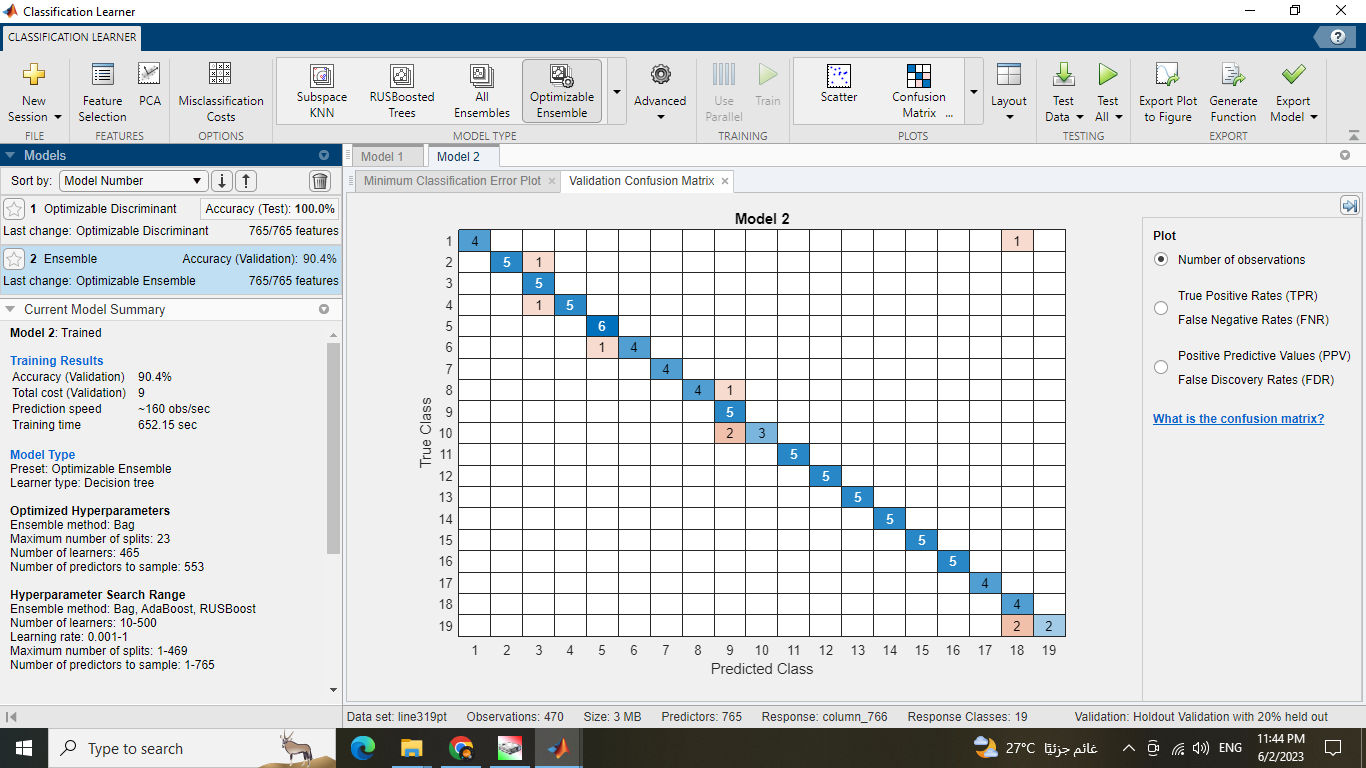 Classification Learner
CLASSIFICATION LEARNER
New Session
Feature Selection
PCA
Misclassification Costs
Subspace KNN
RUSBoosted Trees
All Ensembles
Optimizable Ensemble
Advanced
Use Parallel
Train
Scatter
Confusion Matrix ...
Layout
Test Data
Test All
Export Plot to Figure
Generate Function
Export Model
FILE
FEATURES
OPTIONS
MODEL TYPE
TRAINING
PLOTS
TESTING
EXPORT
Models
Sort by: Model Number
1 Optimizable Discriminant Accuracy (Test): 100.0%
Last change: Optimizable Discriminant 765/765 features
2 Ensemble Accuracy (Validation): 90.4%
Last change: Optimizable Ensemble 765/765 features
Current Model Summary
Model 2: Trained
Training Results
Accuracy (Validation) 90.4%
Total cost (Validation) 9
Prediction speed ~160 obs/sec
Training time 652.15 sec
Model Type
Preset: Optimizable Ensemble
Learner type: Decision tree
Optimized Hyperparameters
Ensemble method: Bag
Maximum number of splits: 23
Number of learners: 465
Number of predictors to sample: 553
Hyperparameter Search Range
Ensemble method: Bag, AdaBoost, RUSBoost
Number of learners: 10-500
Learning rate: 0.001-1
Maximum number of splits: 1-469
Number of predictors to sample: 1-765
Model 1
Model 2
Minimum Classification Error Plot ×
Validation Confusion Matrix ×
Model 2
True Class
1 4 1
2 5 1
3 5
4 1 5
5 6
6 1 4
7 4
8 4 1
9 5
10 2 3
11 5
12 5
13 5
14 5
15 5
16 5
17 4
18 4
19 2 2
1 2 3 4 5 6 7 8 9 10 11 12 13 14 15 16 17 18 19
Predicted Class
Plot
Number of observations
True Positive Rates (TPR)
False Negative Rates (FNR)
Positive Predictive Values (PPV)
False Discovery Rates (FDR)
What is the confusion matrix?
Data set: line319pt Observations: 470 Size: 3 MB Predictors: 765 Response: column_766 Response Classes: 19 Validation: Holdout Validation with 20% held out
Type to search
27°C غائم جزئيًا
ENG
11:44 PM
6/2/2023